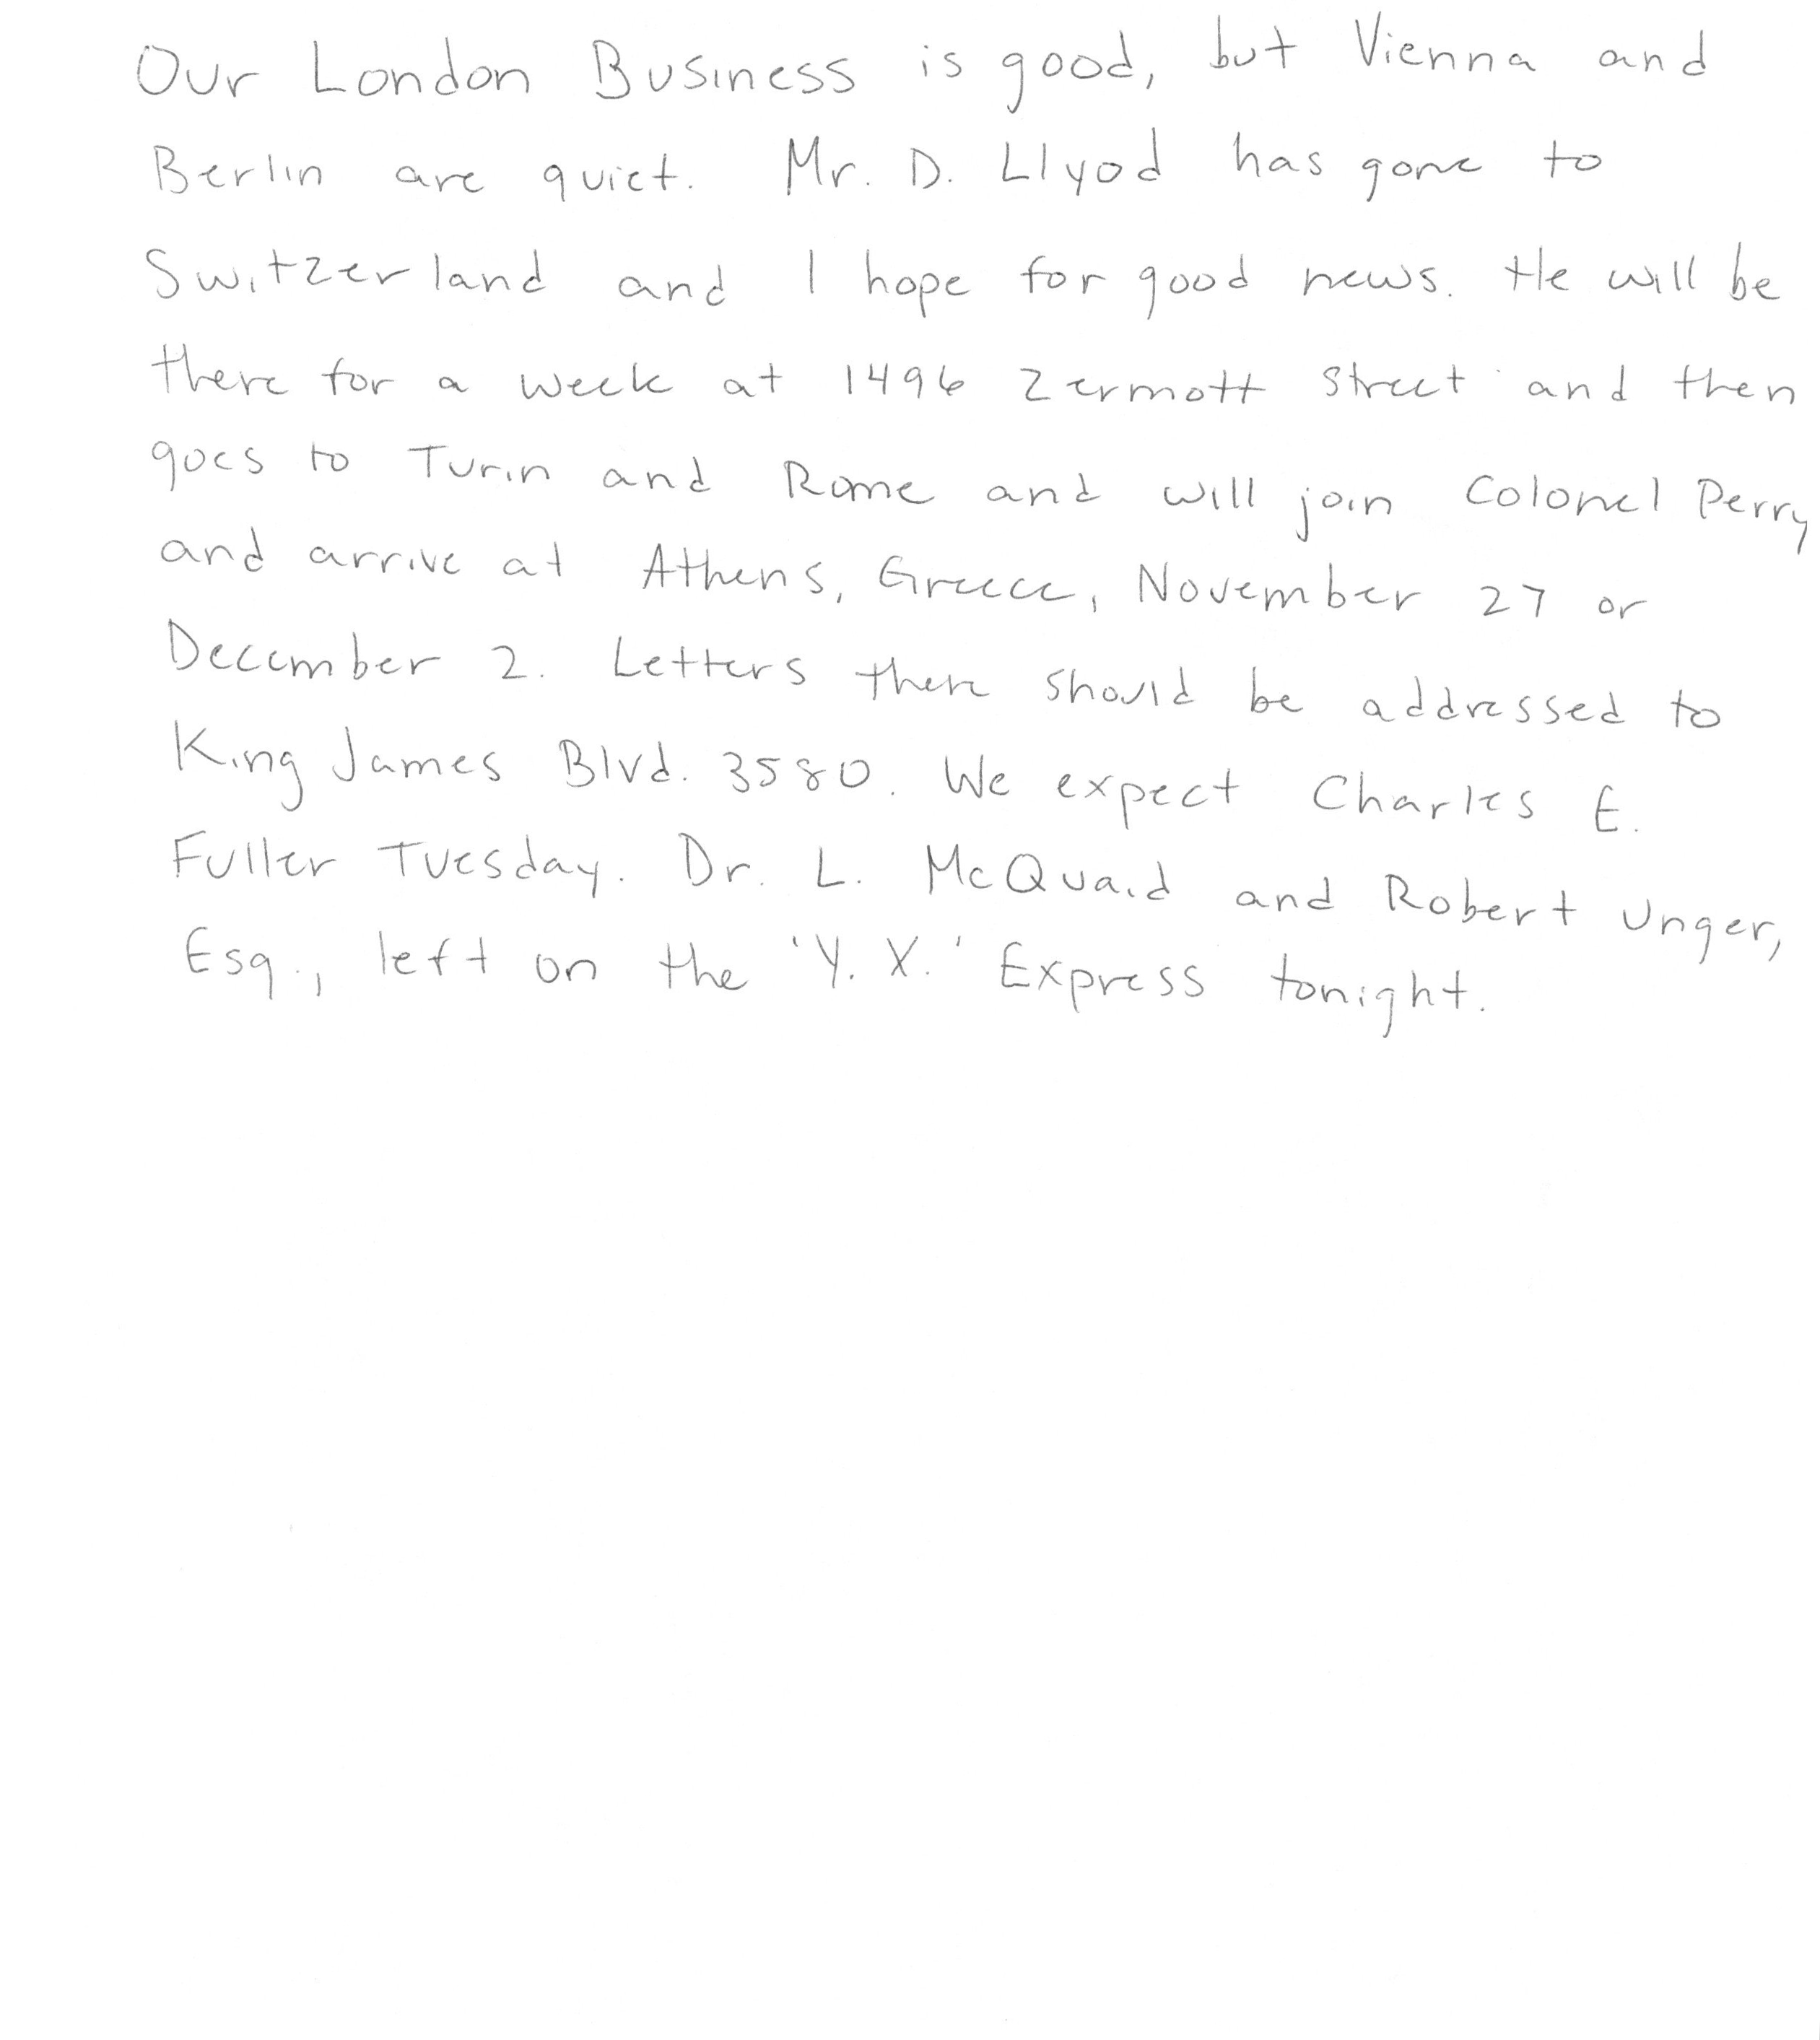 Our London Business is good, but Vienna and
Berlin are quiet. Mr. D. Llyod has gone to
Switzerland and I hope for good news. He will be
there for a week at 1496 Zermott street and then
goes to Turin and Rome and will join Colonel Perry
and arrive at Athens, Greece, November 27 or
December 2. Letters there should be addressed to
King James Blvd. 3580. We expect Charles E.
Fuller Tuesday. Dr. L. McQuaid and Robert Unger,
Esq., left on the 'Y. X.' Express tonight.